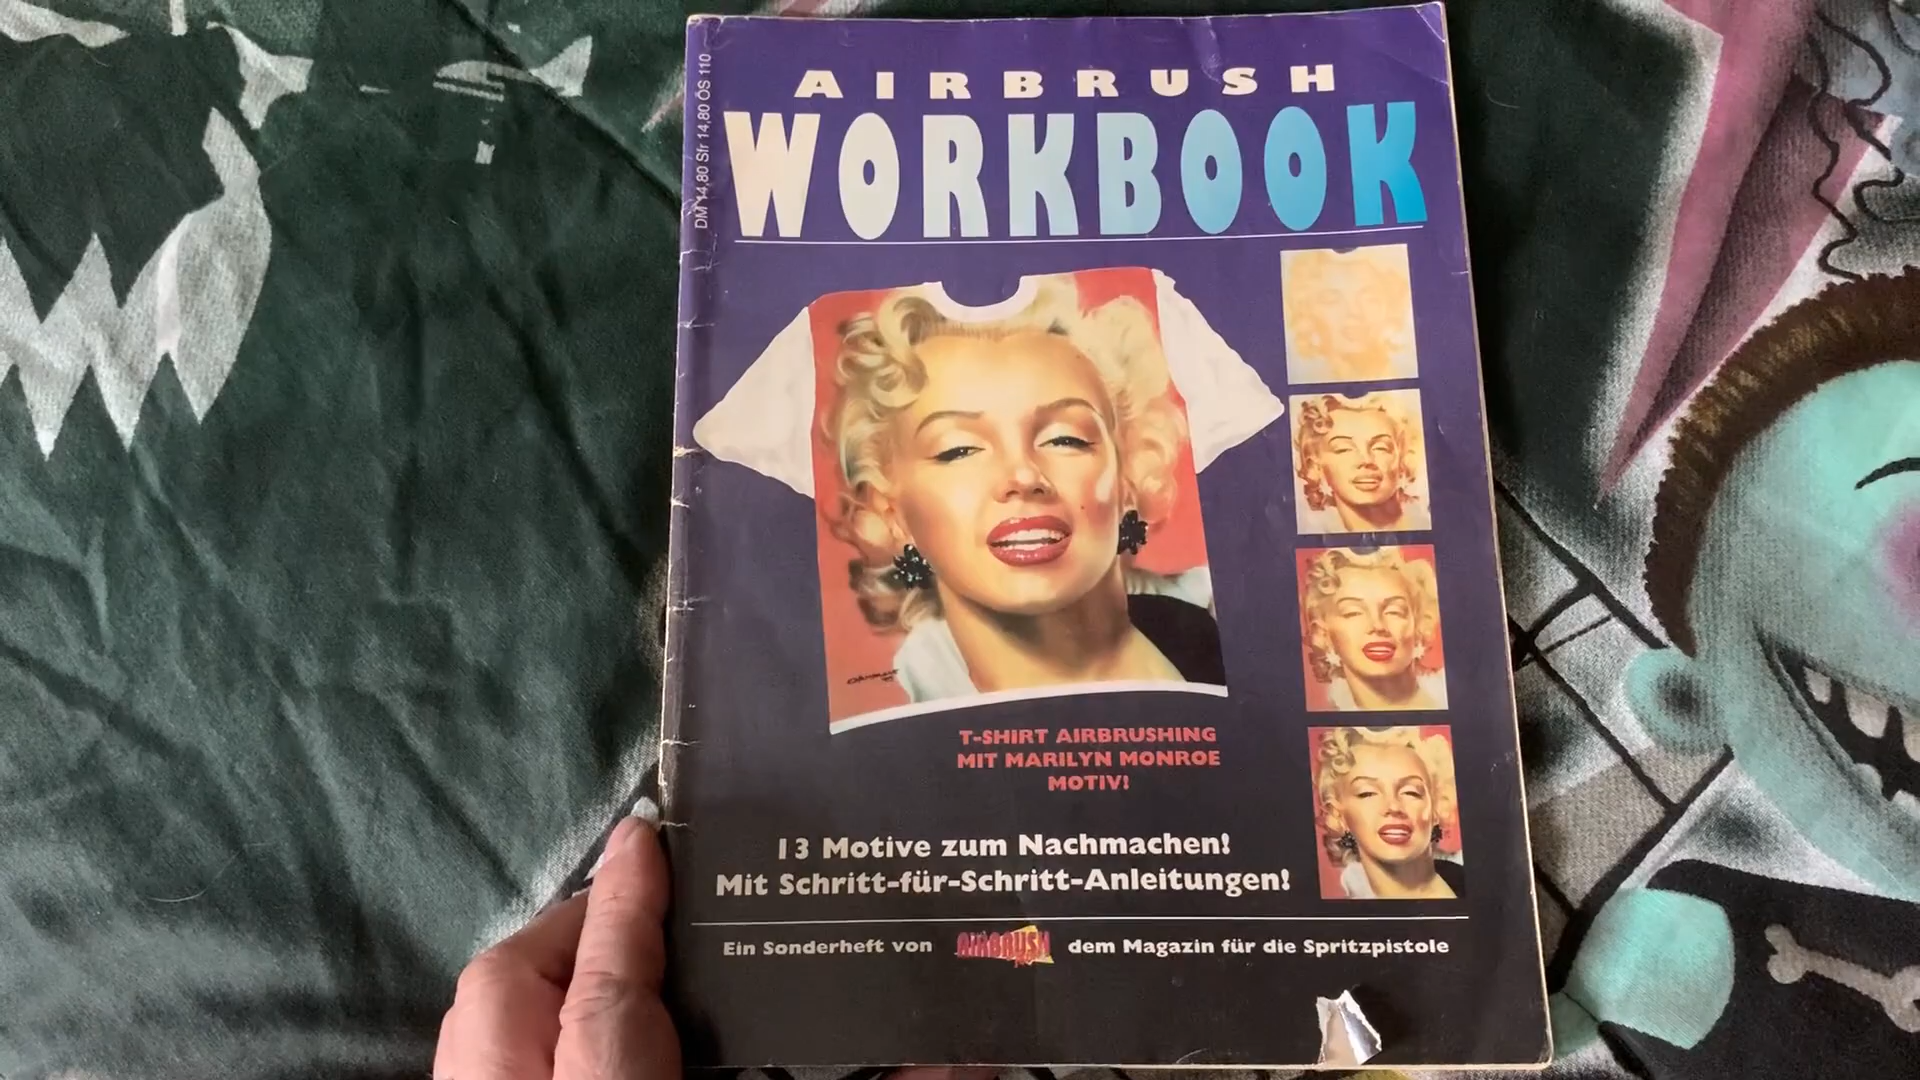 DM 14,80 Sfr 14,80 ÖS 110
AIRBRUSH
WORKBOOK
T-SHIRT AIRBRUSHING
MIT MARILYN MONROE
MOTIV!
13 Motive zum Nachmachen!
Mit Schritt-für-Schritt-Anleitungen!
Ein Sonderheft von AIRBRUSH dem Magazin für die Spritzpistole